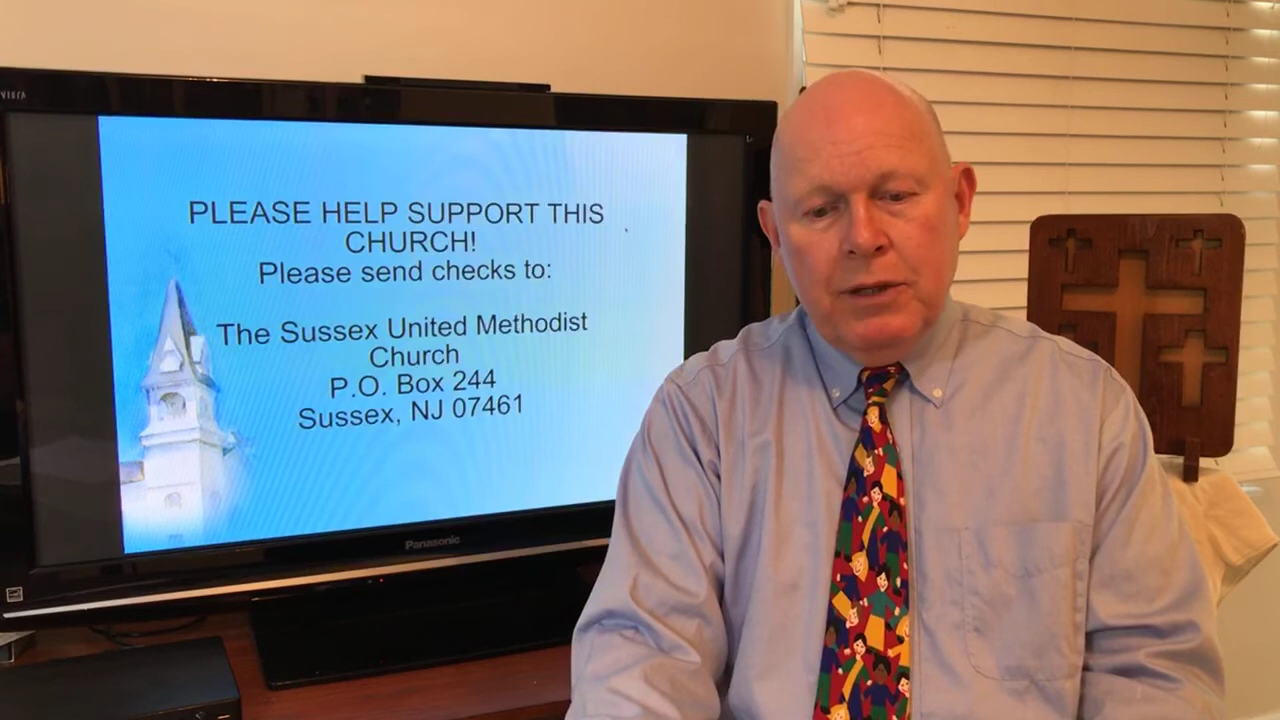 VIERA
PLEASE HELP SUPPORT THIS
CHURCH!
Please send checks to:
The Sussex United Methodist
Church
P.O. Box 244
Sussex, NJ 07461
Panasonic